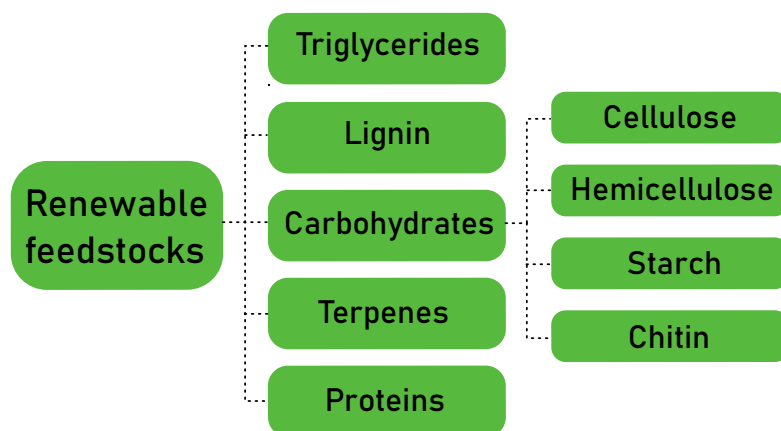 Renewable
feedstocks
Triglycerides
Lignin
Carbohydrates
Terpenes
Proteins
Cellulose
Hemicellulose
Starch
Chitin